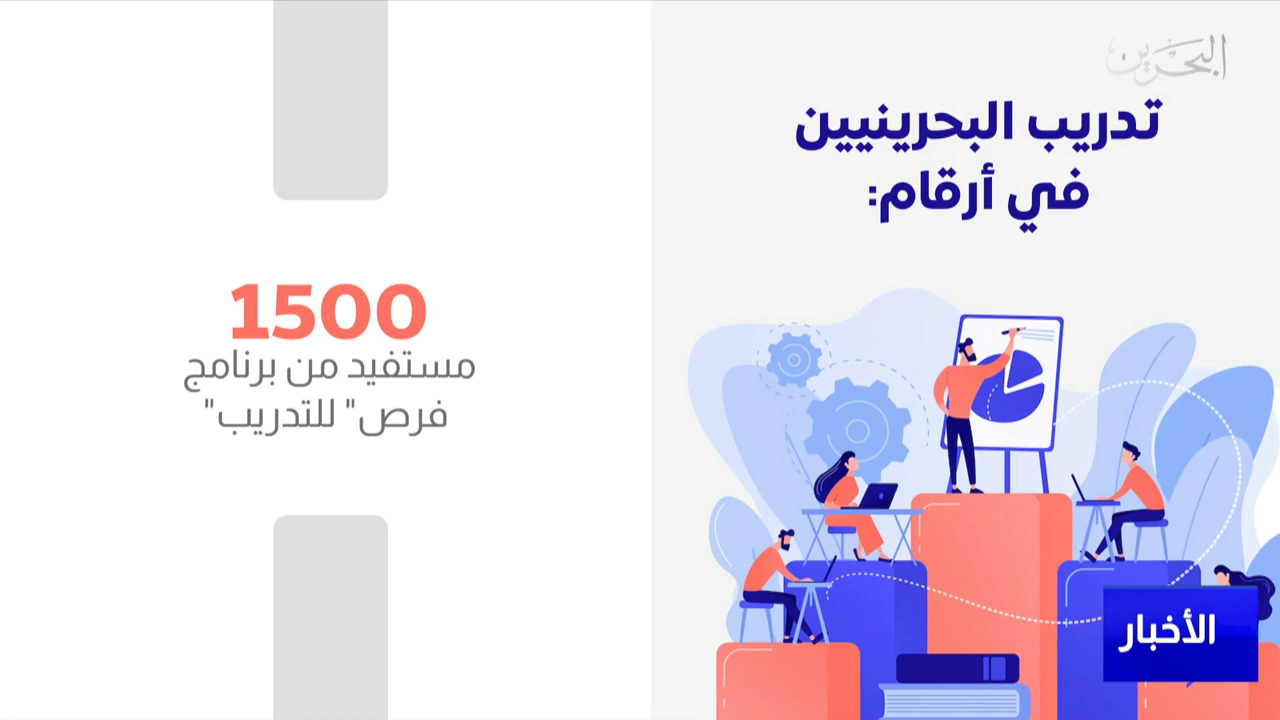 البحرين
تدريب البحرينيين
في أرقام:
1500
مستفيد من برنامج
فرص" للتدريب"
الأخبار